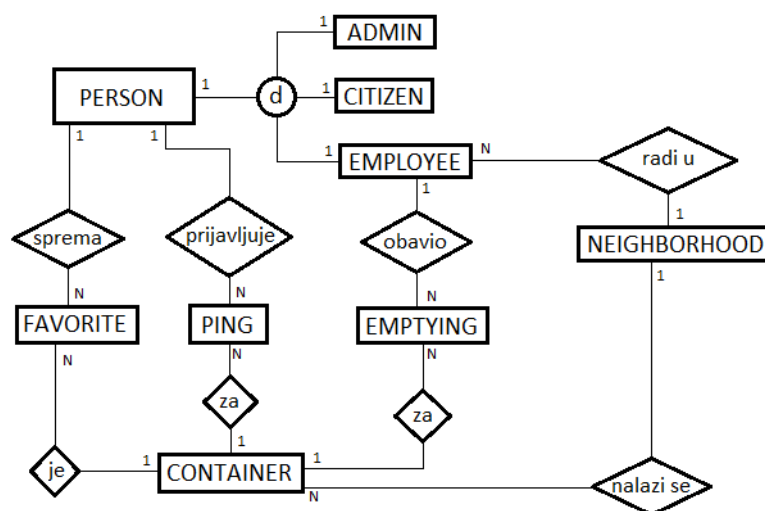 1
ADMIN
PERSON
1
d
1
CITIZEN
1
1
1
EMPLOYEE
N
radi u
1
1
sprema
prijavljuje
obavio
NEIGHBORHOOD
1
N
N
N
FAVORITE
PING
EMPTYING
N
N
N
za
za
1
1
je
1
CONTAINER
N
nalazi se